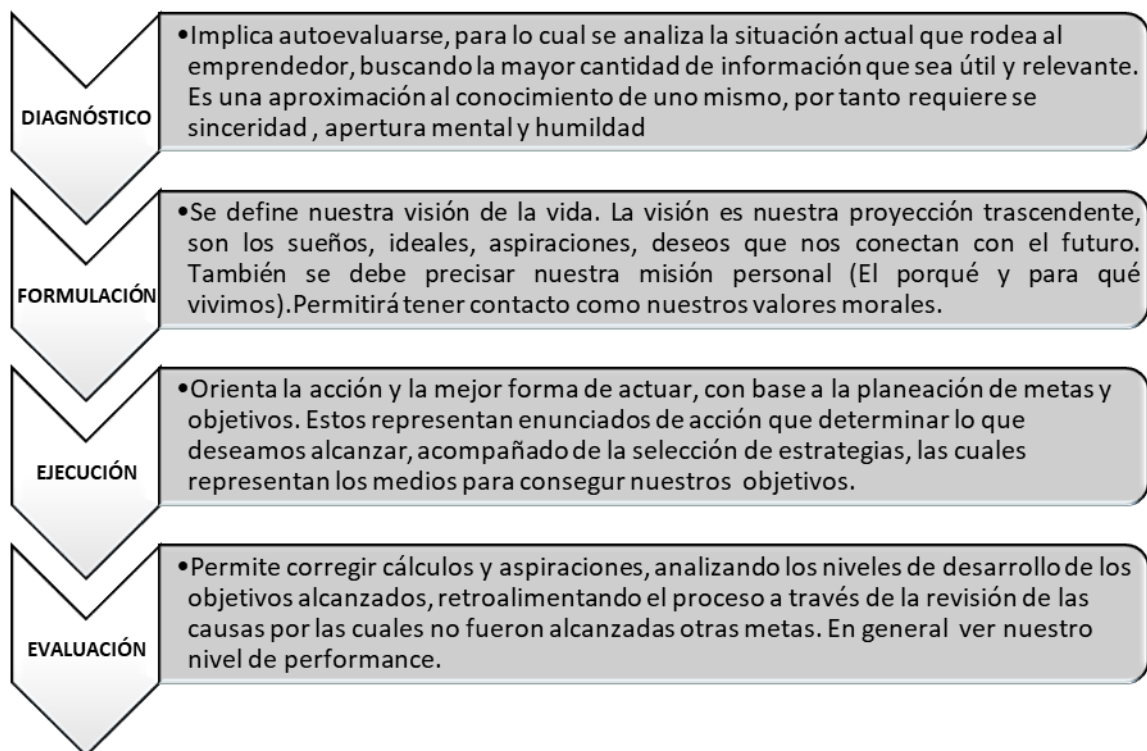 DIAGNÓSTICO
•Implica autoevaluarse, para lo cual se analiza la situación actual que rodea al
emprendedor, buscando la mayor cantidad de información que sea útil y relevante.
Es una aproximación al conocimiento de uno mismo, por tanto requiere se
sinceridad , apertura mental y humildad
FORMULACIÓN
•Se define nuestra visión de la vida. La visión es nuestra proyección trascendente,
son los sueños, ideales, aspiraciones, deseos que nos conectan con el futuro.
También se debe precisar nuestra misión personal (El porqué y para qué
vivimos).Permitirá tener contacto como nuestros valores morales.
EJECUCIÓN
•Orienta la acción y la mejor forma de actuar, con base a la planeación de metas y
objetivos. Estos representan enunciados de acción que determinar lo que
deseamos alcanzar, acompañado de la selección de estrategias, las cuales
representan los medios para consegur nuestros objetivos.
EVALUACIÓN
•Permite corregir cálculos y aspiraciones, analizando los niveles de desarrollo de los
objetivos alcanzados, retroalimentando el proceso a través de la revisión de las
causas por las cuales no fueron alcanzadas otras metas. En general ver nuestro
nivel de performance.